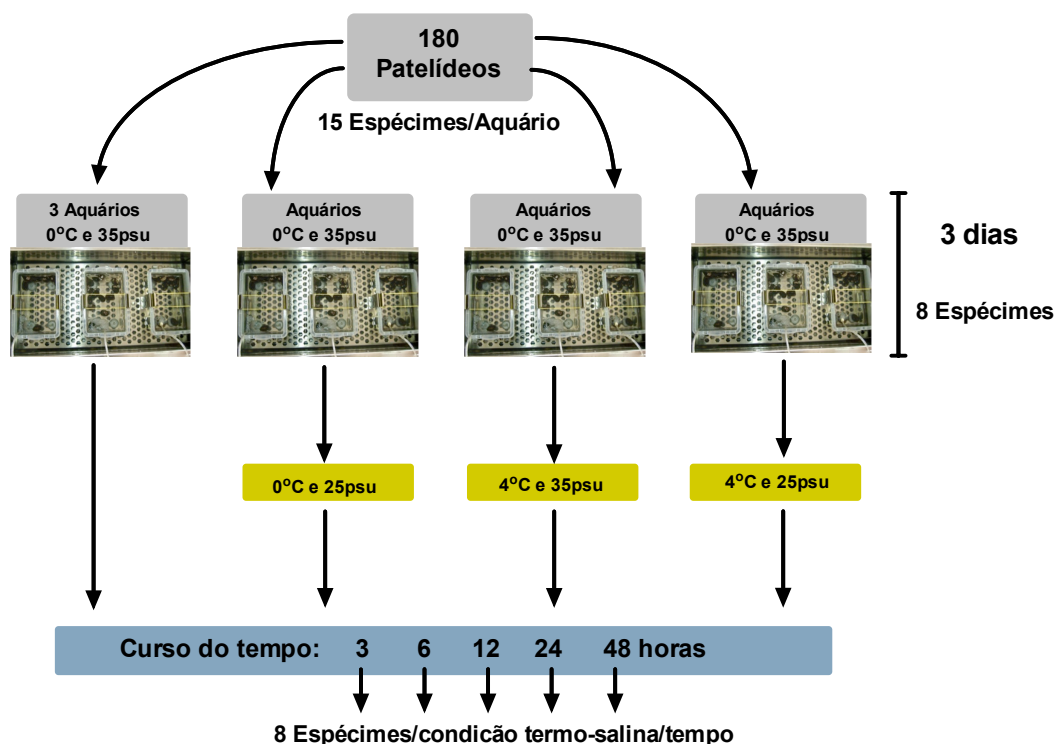 180
Patelídeos
15 Espécimes/Aquário
3 Aquários
0ºC e 35psu
Aquários
0ºC e 35psu
Aquários
0ºC e 35psu
Aquários
0ºC e 35psu
3 dias
8 Espécimes
0ºC e 25psu
4ºC e 35psu
4ºC e 25psu
Curso do tempo: 3 6 12 24 48 horas
8 Espécimes/condicão termo-salina/tempo